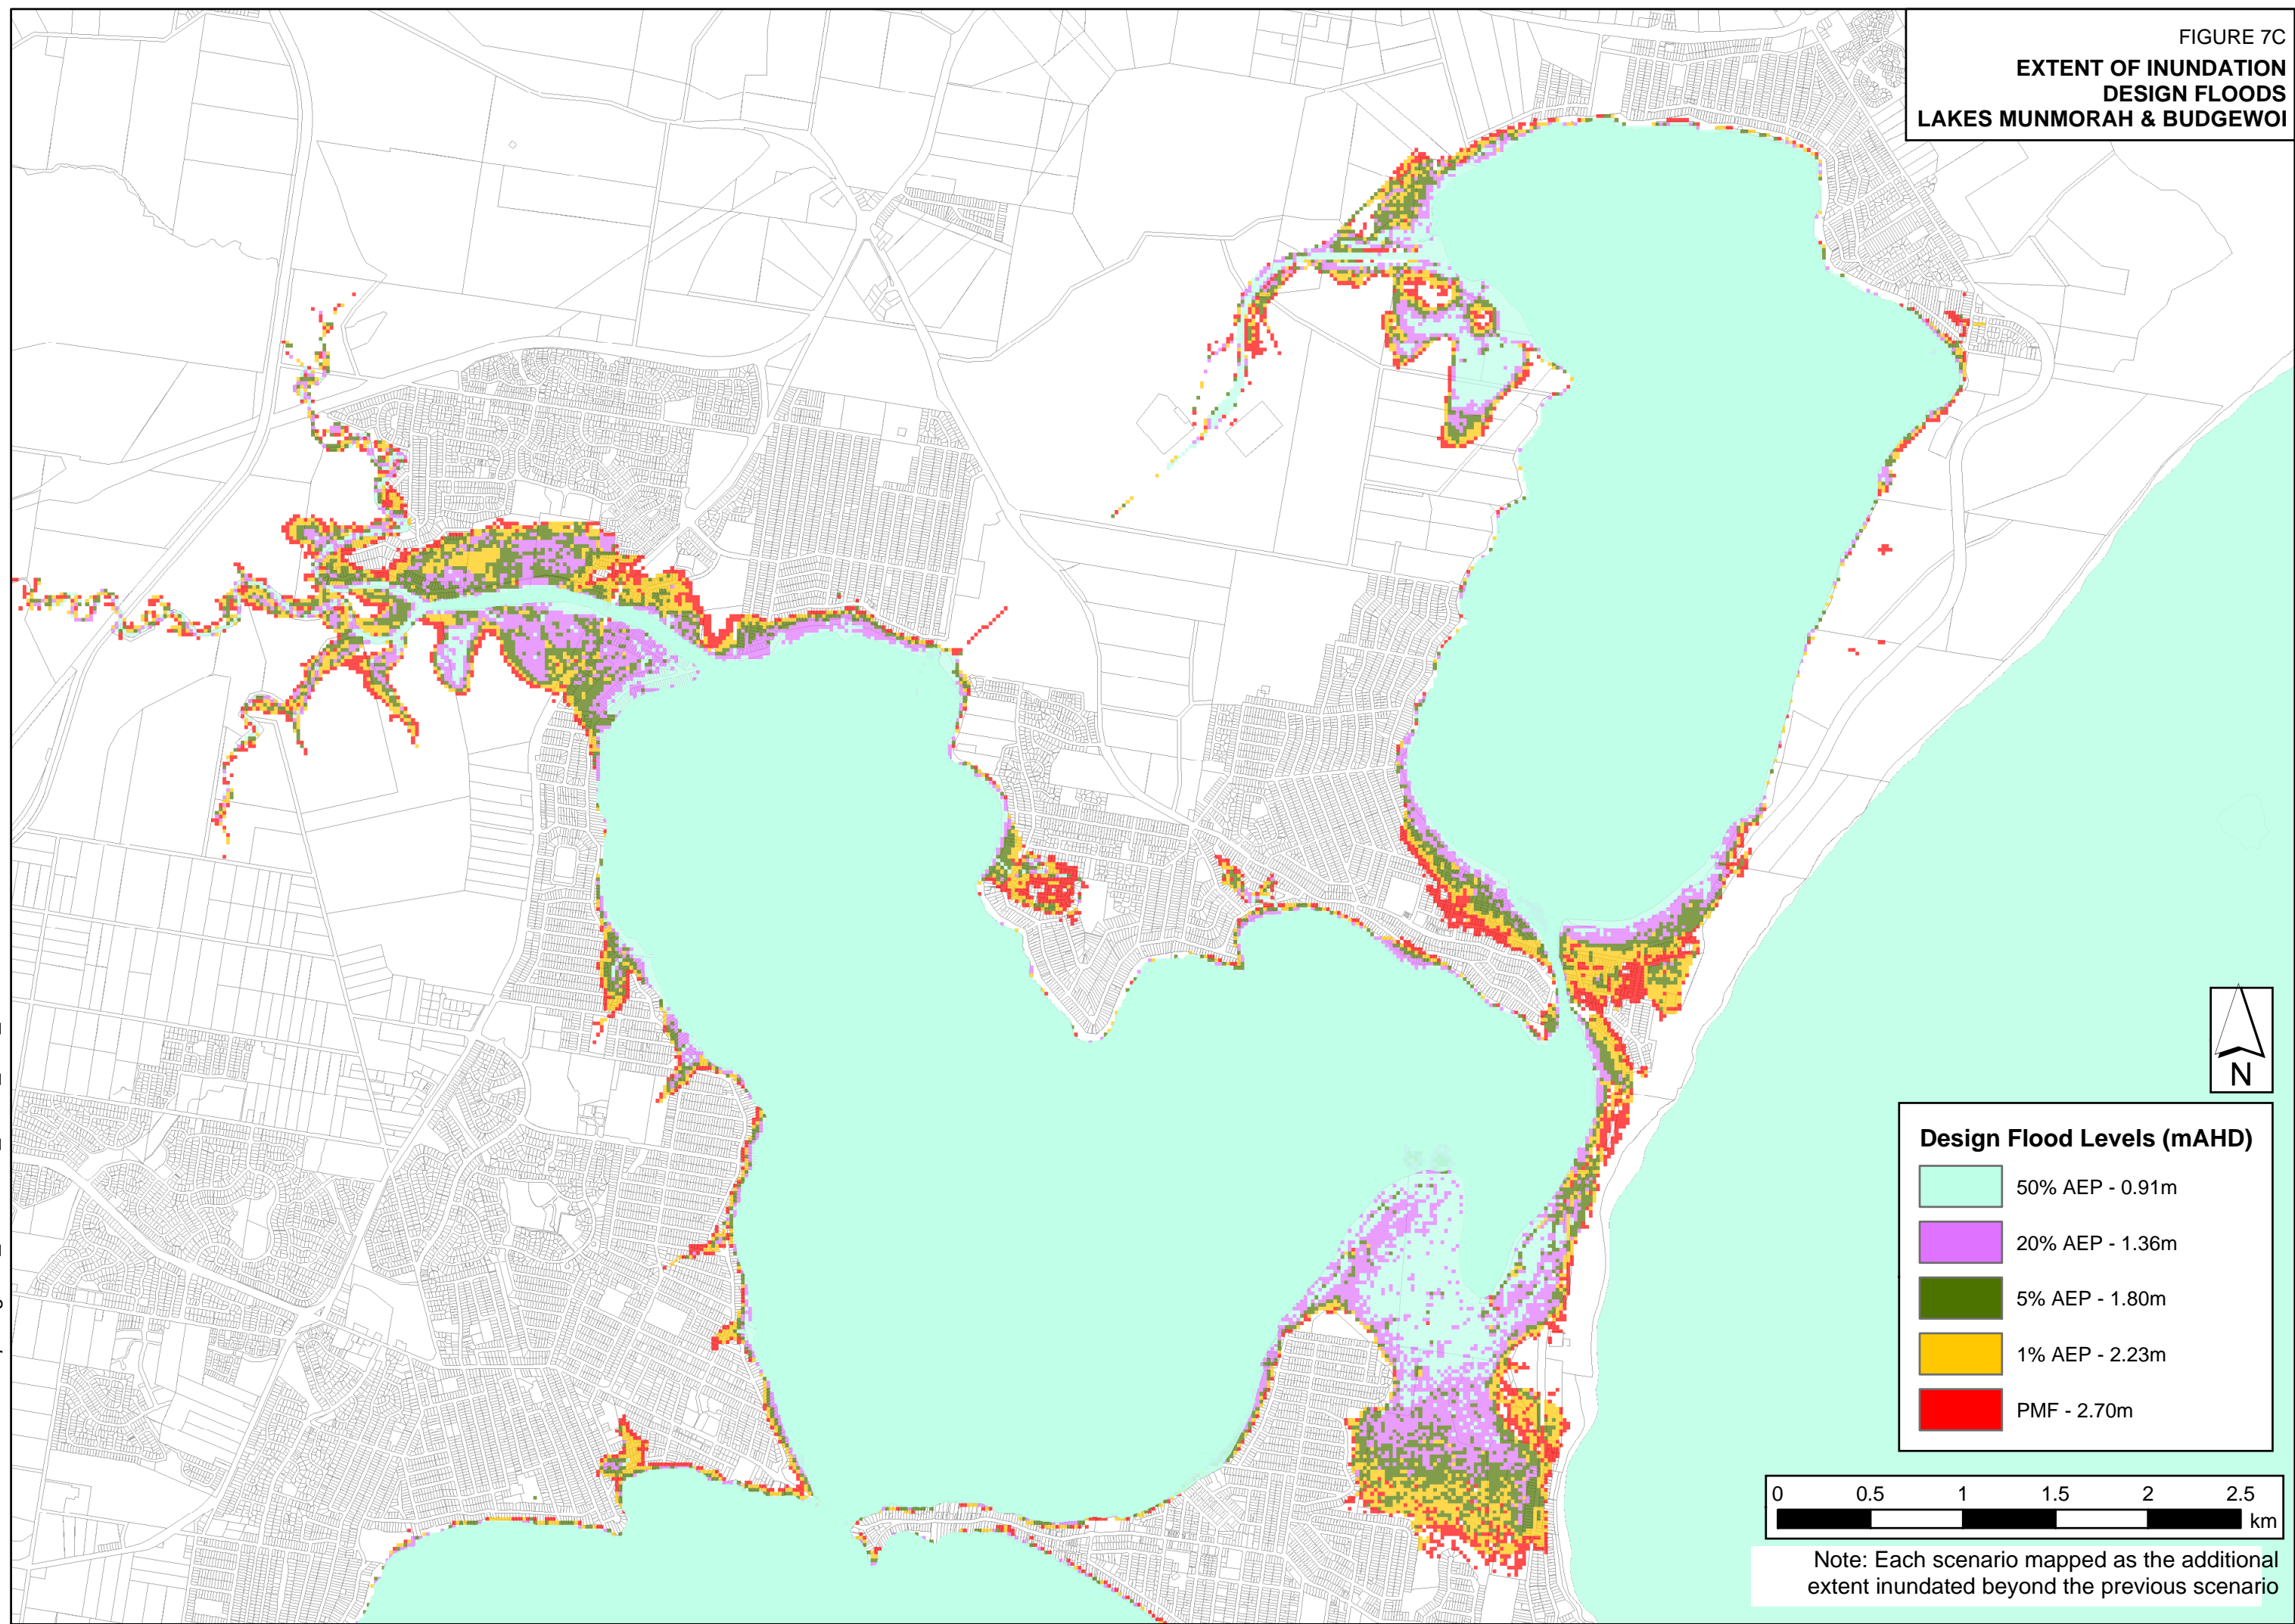 FIGURE 7C
EXTENT OF INUNDATION
DESIGN FLOODS
LAKES MUNMORAH & BUDGEWOI
N
Design Flood Levels (mAHD)
50% AEP - 0.91m
20% AEP - 1.36m
5% AEP - 1.80m
1% AEP - 2.23m
PMF - 2.70m
0 0.5 1 1.5 2 2.5
km
Note: Each scenario mapped as the additional
extent inundated beyond the previous scenario